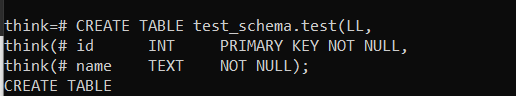 think=# CREATE TABLE test_schema.test(LL,
think(# id      INT     PRIMARY KEY NOT NULL,
think(# name    TEXT    NOT NULL);
CREATE TABLE